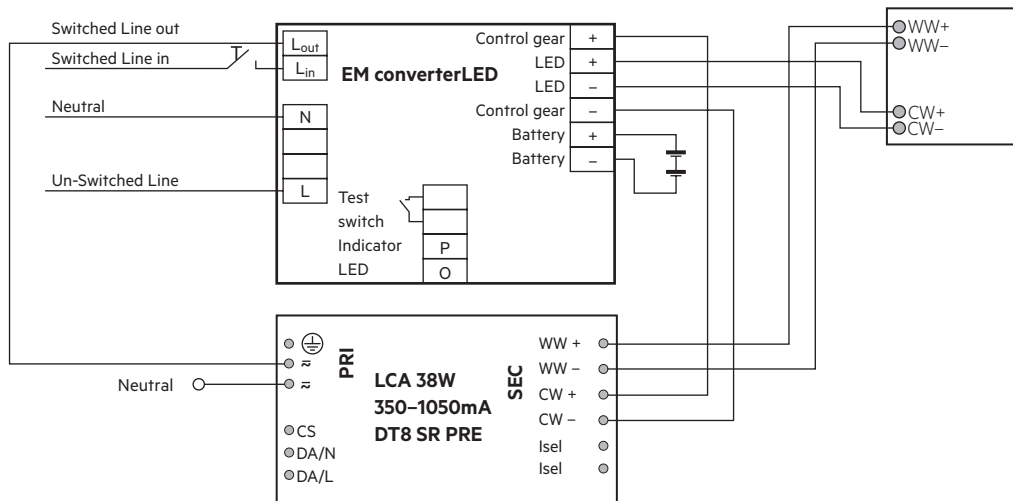 Switched Line out
Switched Line in
Neutral
Un-Switched Line
Lout
Lin
N
L
EM converterLED
Control gear +
LED +
LED –
Control gear –
Battery +
Battery –
Test
switch
Indicator P
LED O
WW+
WW–
CW+
CW–
Neutral
PRI
CS
DA/N
DA/L
LCA 38W
350–1050mA
DT8 SR PRE
SEC
WW +
WW –
CW +
CW –
Isel
Isel